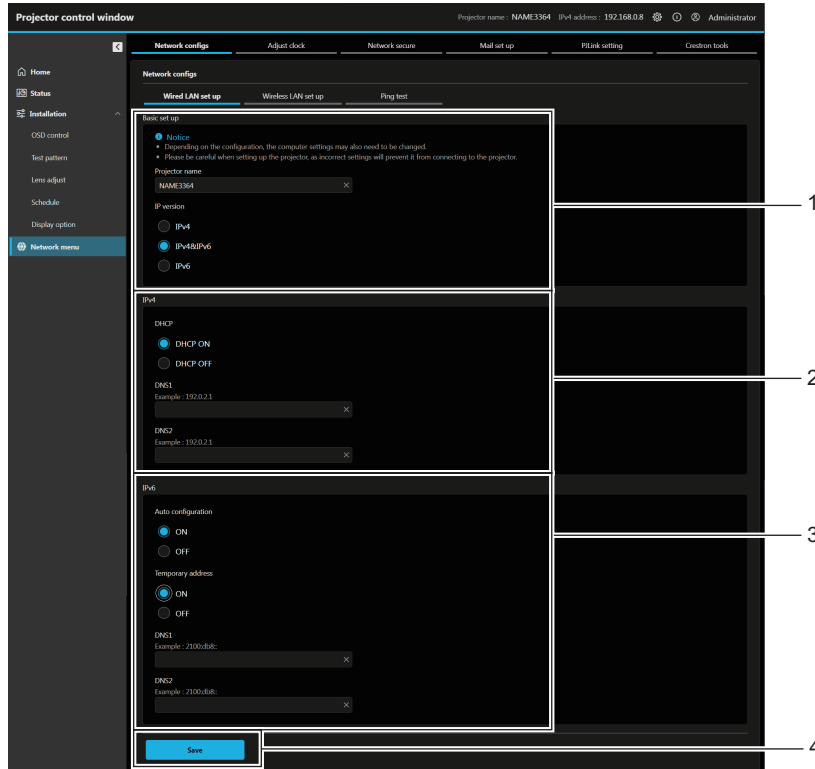 Projector control window
Projector name : NAME3364 IPv4 address : 192.168.0.8 Administrator
Network configs Adjust clock Network secure Mail set up PJLink setting Crestron tools
Home
Status
Installation
OSD control
Test pattern
Lens adjust
Schedule
Display option
Network menu
Network configs
Wired LAN set up Wireless LAN set up Ping test
Basic set up
Notice
• Depending on the configuration, the computer settings may also need to be changed.
• Please be careful when setting up the projector, as incorrect settings will prevent it from connecting to the projector.
Projector name
NAME3364
IP version
IPv4
IPv4&IPv6
IPv6
1
IPv4
DHCP
DHCP ON
DHCP OFF
DNS1
Example : 192.0.2.1
DNS2
Example : 192.0.2.1
2
IPv6
Auto configuration
ON
OFF
Temporary address
ON
OFF
DNS1
Example : 2100:db8::
DNS2
Example : 2100:db8::
3
Save
4